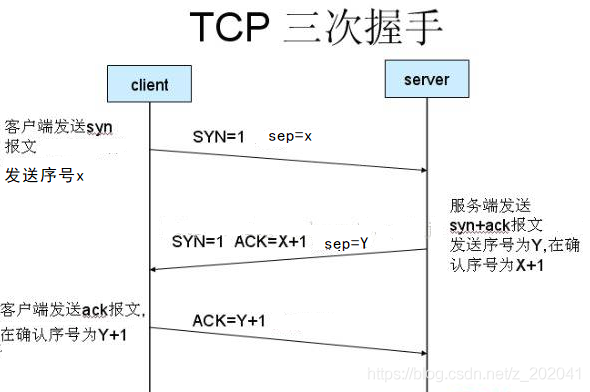 TCP 三次握手
client
server
客户端发送syn
报文
发送序号x
SYN=1 sep=x
服务端发送
syn+ack报文
发送序号为Y,在确
认序号为X+1
SYN=1 ACK=X+1 sep=Y
客户端发送ack报文,
在确认序号为Y+1
ACK=Y+1
https://blog.csdn.net/z_202041